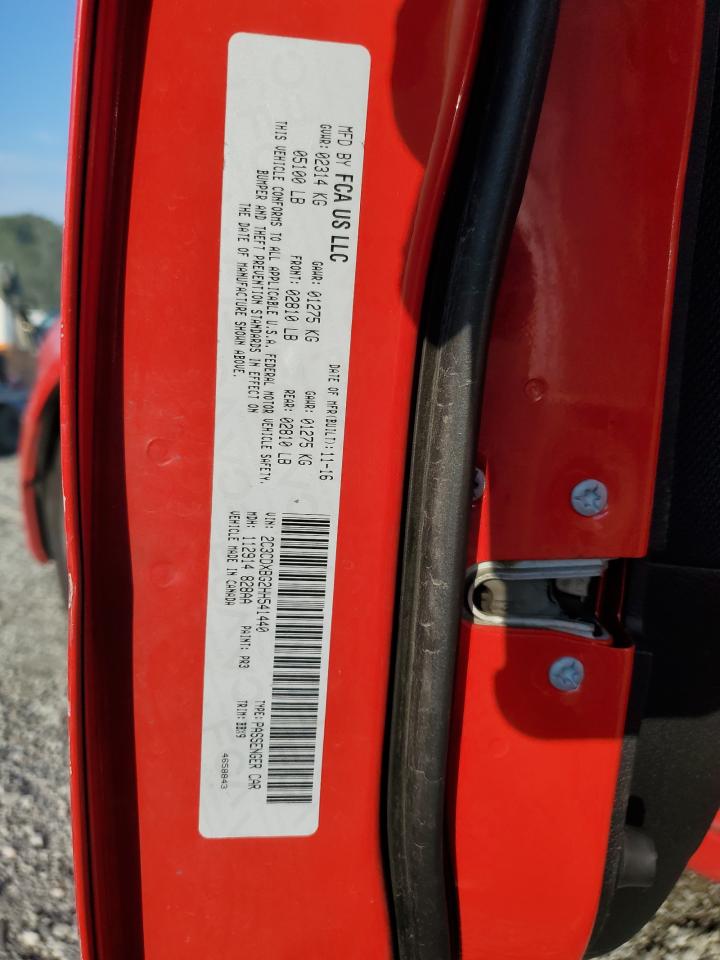 MFD BY FCA US LLC
DATE OF MFR(BUILT): 11-16
GVWR: 02314 KG GAWR: 01275 KG GAWR: 01275 KG
05100 LB FRONT: 02810 LB REAR: 02810 LB
THIS VEHICLE CONFORMS TO ALL APPLICABLE U.S.A. FEDERAL MOTOR VEHICLE SAFETY,
BUMPER AND THEFT PREVENTION STANDARDS IN EFFECT ON
THE DATE OF MANUFACTURE SHOWN ABOVE.
VIN: 2C3CDXBG2HH541440 TYPE: PASSENGER CAR
MDH: 112914 828AA PAINT: PR3 TRIM: BBX9
VEHICLE MADE IN CANADA
4658843